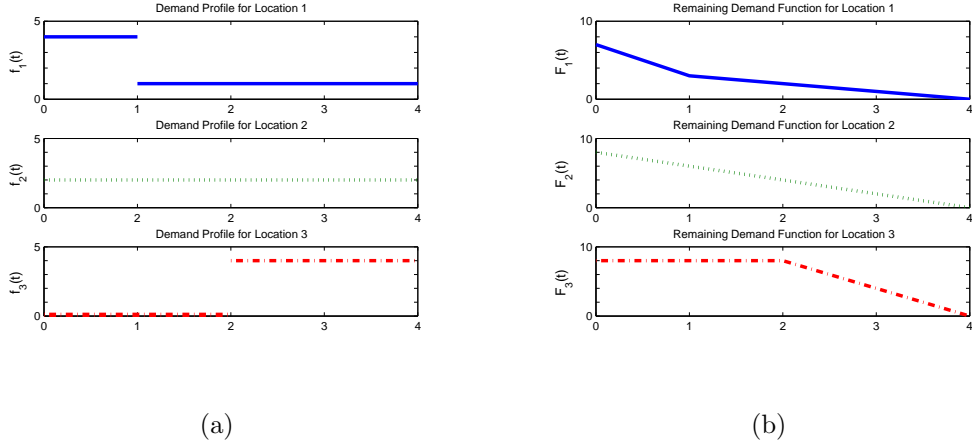 Demand Profile for Location 1
5
0
f1(t)
0 1 2 3 4
Demand Profile for Location 2
5
0
f2(t)
0 1 2 3 4
Demand Profile for Location 3
5
0
f3(t)
0 1 2 3 4
(a)
Remaining Demand Function for Location 1
10
0
F1(t)
0 1 2 3 4
Remaining Demand Function for Location 2
10
0
F2(t)
0 1 2 3 4
Remaining Demand Function for Location 3
10
0
F3(t)
0 1 2 3 4
(b)